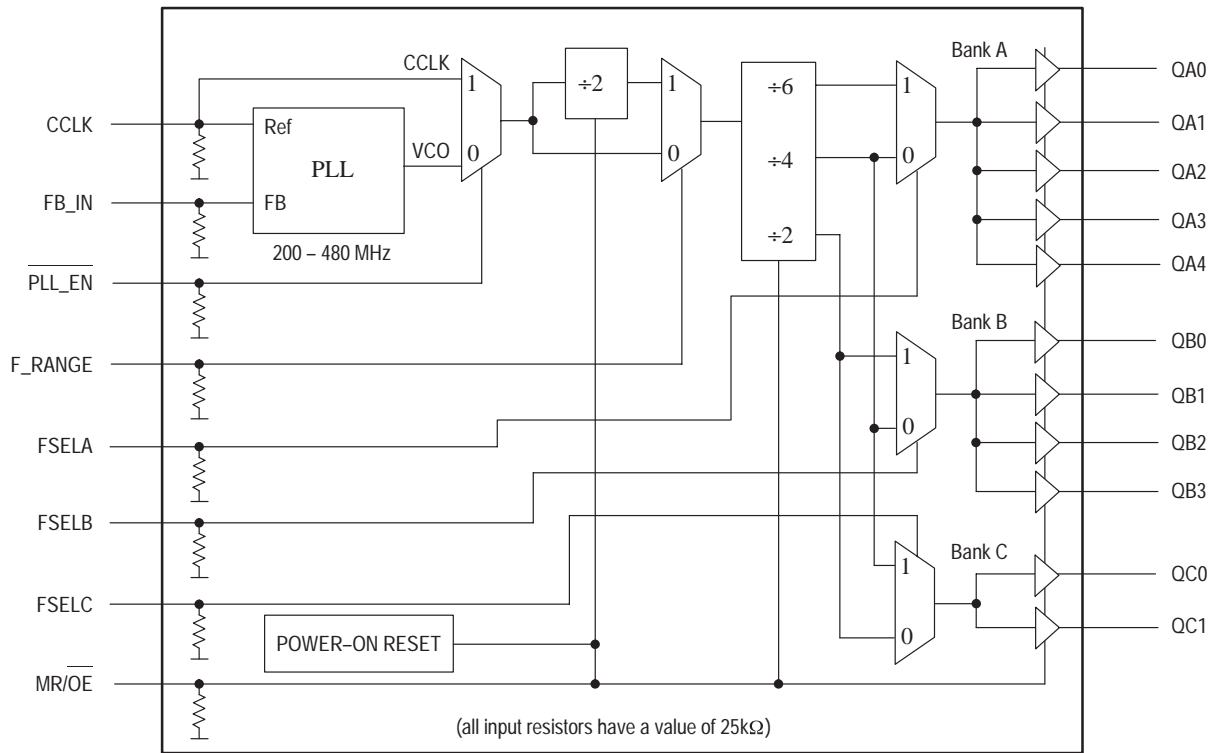 CCLK
FB_IN
PLL_EN
F_RANGE
FSELA
FSELB
FSELC
MR/OE
Ref
FB
PLL
200 – 480 MHz
CCLK
VCO
1
0
÷2
1
0
÷6
÷4
÷2
1
0
1
0
1
0
Bank A
Bank B
Bank C
POWER–ON RESET
(all input resistors have a value of 25kΩ)
QA0
QA1
QA2
QA3
QA4
QB0
QB1
QB2
QB3
QC0
QC1